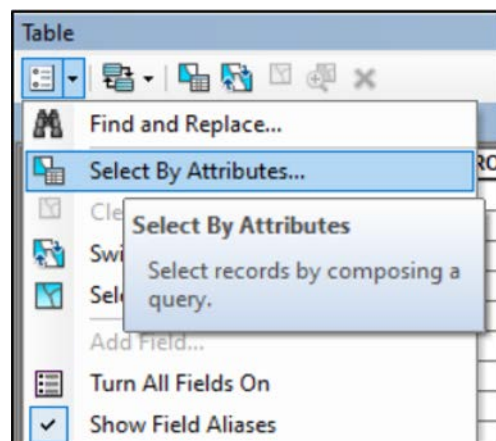 Table
Find and Replace...
Select By Attributes...
Select By Attributes
Select records by composing a
query.
Add Field...
Turn All Fields On
Show Field Aliases